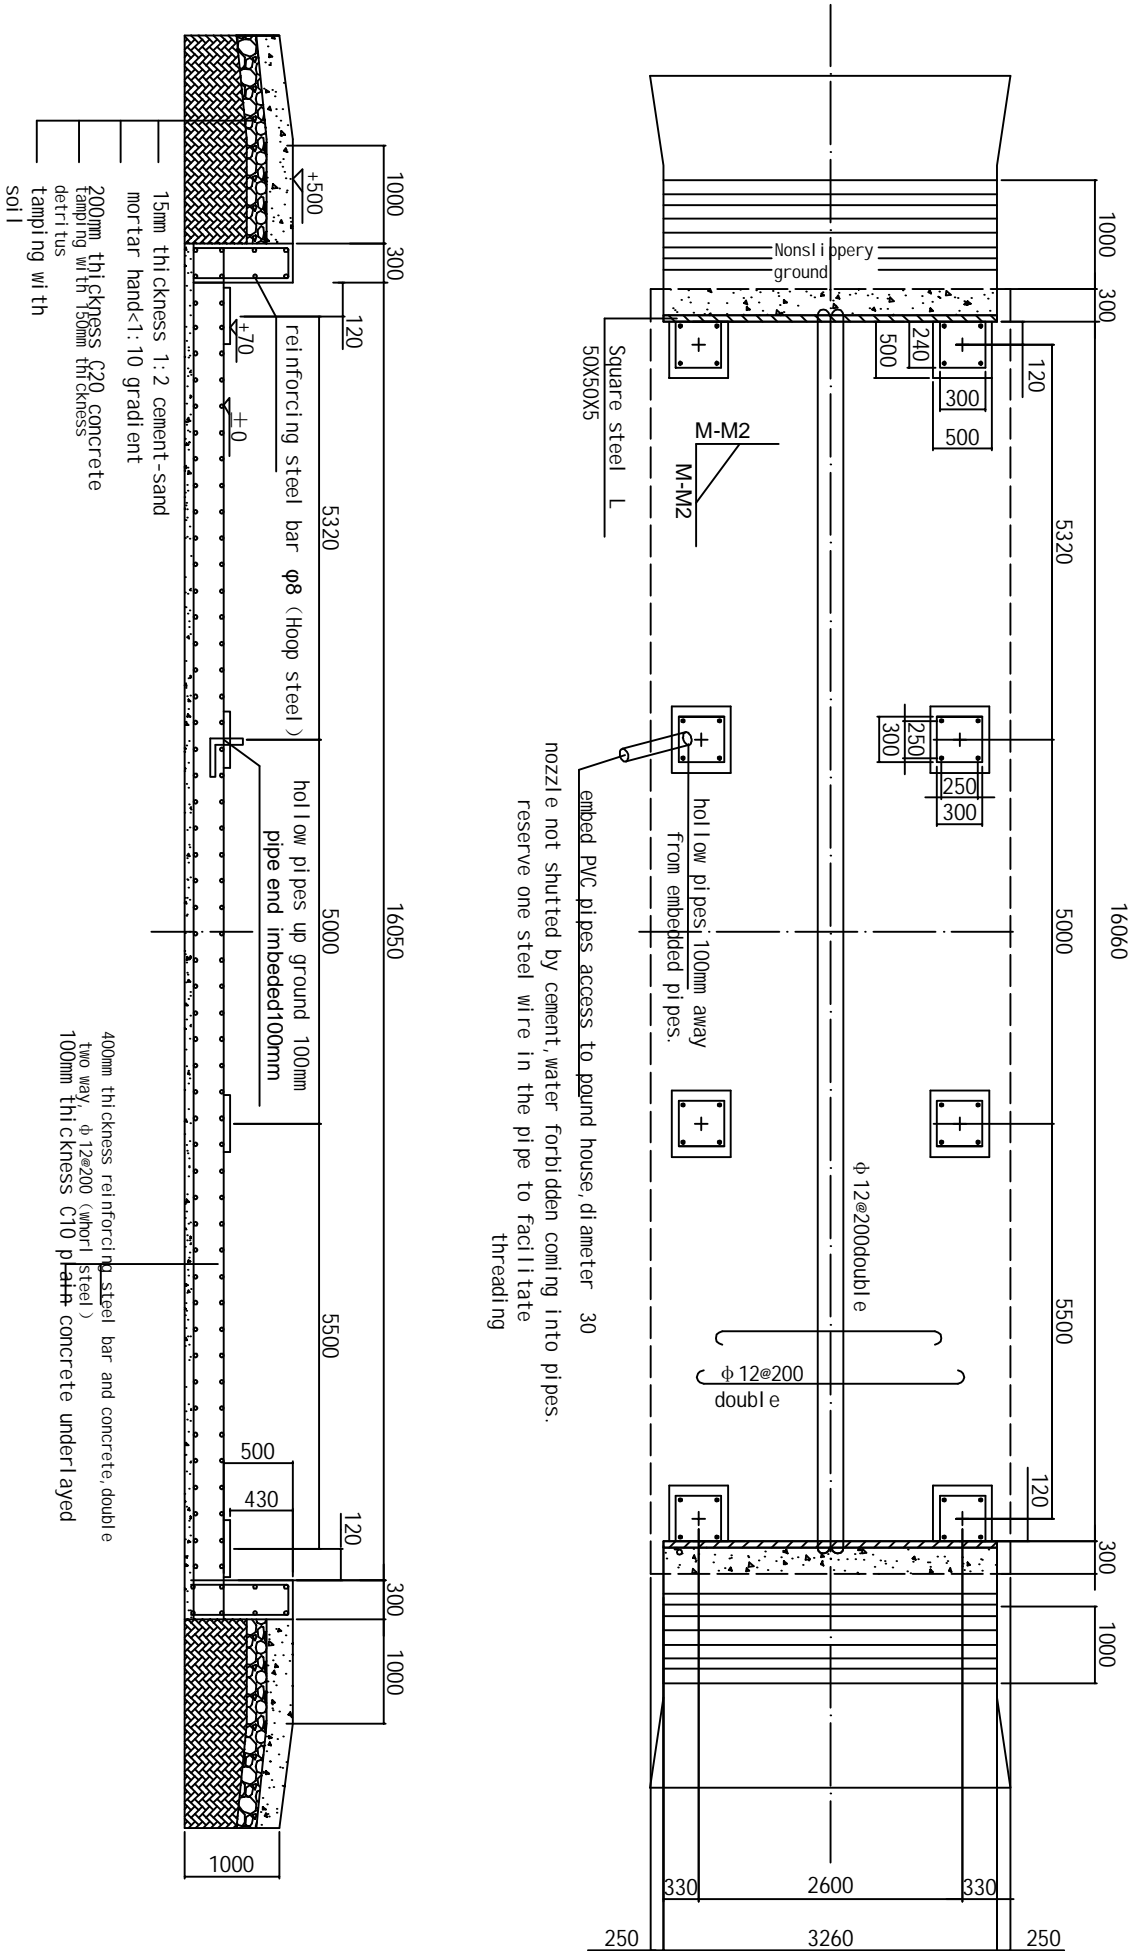 16060
1000
300
120
5320
5000
5500
120
300
1000
Nonslippery
ground
240
500
300
500
Square steel L
50X50X5
M-M2
M-M2
250
300
250
300
hollow pipes 100mm away
from embedded pipes.
embed PVC pipes access to pound house,diameter 30
nozzle not shutted by cement,water forbidden coming into pipes.
reserve one steel wire in the pipe to facilitate
threading
ϕ12@200double
ϕ12@200
double
330
2600
330
250
3260
250
16050
1000
300
120
5320
5000
5500
120
300
1000
+500
+70
±0
reinforcing steel bar φ8 (Hoop steel)
hollow pipes up ground 100mm
pipe end imbeded100mm
500
430
1000
15mm thickness 1:2 cement-sand
mortar hand<1:10 gradient
200mm thickness C20 concrete
tamping with 150mm thickness
detritus
tamping with
soil
400mm thickness reinforcing steel bar and concrete,double
two way, ϕ12@200 (whorl steel)
100mm thickness C10 plain concrete underlayed